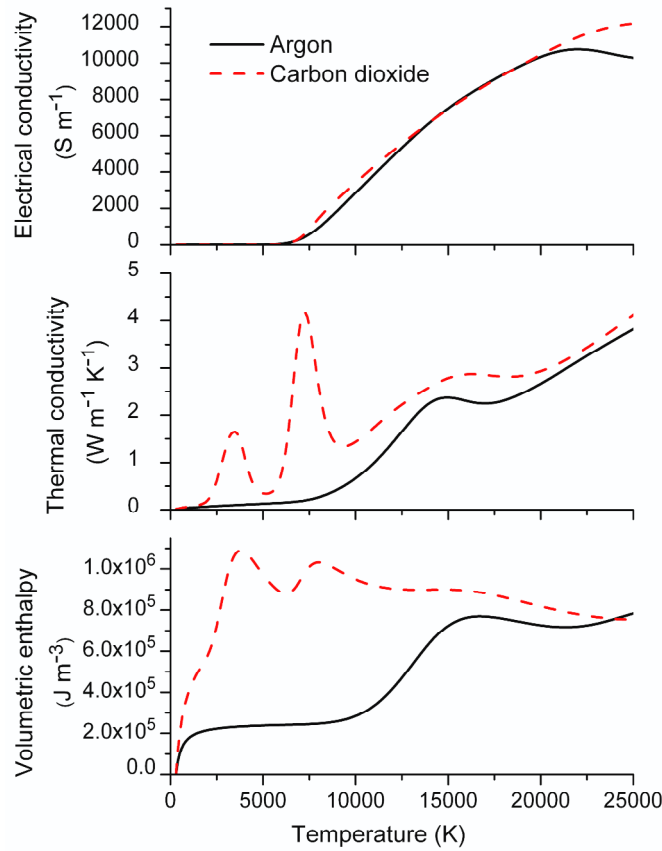 Electrical conductivity
(S m⁻¹)
12000
10000
8000
6000
4000
2000
0
Argon
Carbon dioxide
Thermal conductivity
(W m⁻¹ K⁻¹)
5
4
3
2
1
0
Volumetric enthalpy
(J m⁻³)
1.0x10⁶
8.0x10⁵
6.0x10⁵
4.0x10⁵
2.0x10⁵
0.0
0 5000 10000 15000 20000 25000
Temperature (K)